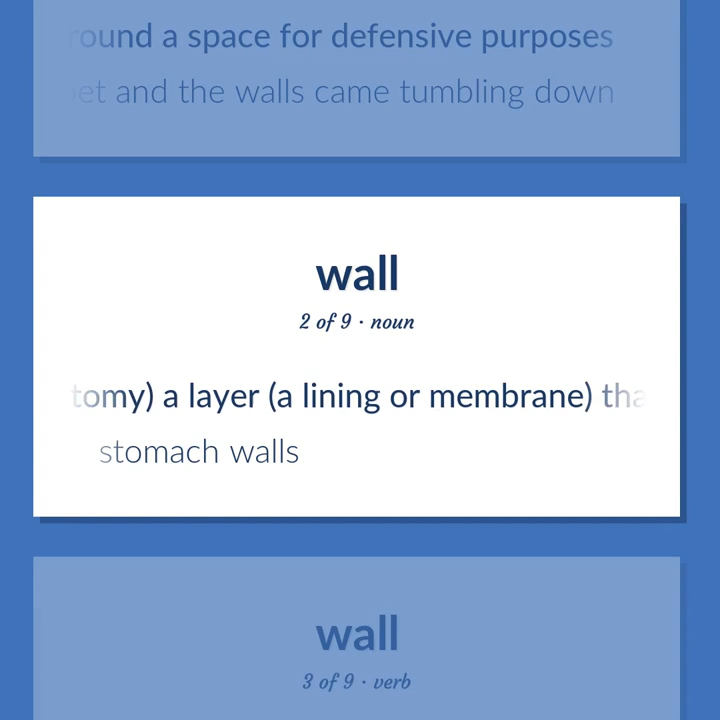 round a space for defensive purposes
and the walls came tumbling down
wall
2 of 9 · noun
tomy) a layer (a lining or membrane) tha
stomach walls
wall
3 of 9 · verb